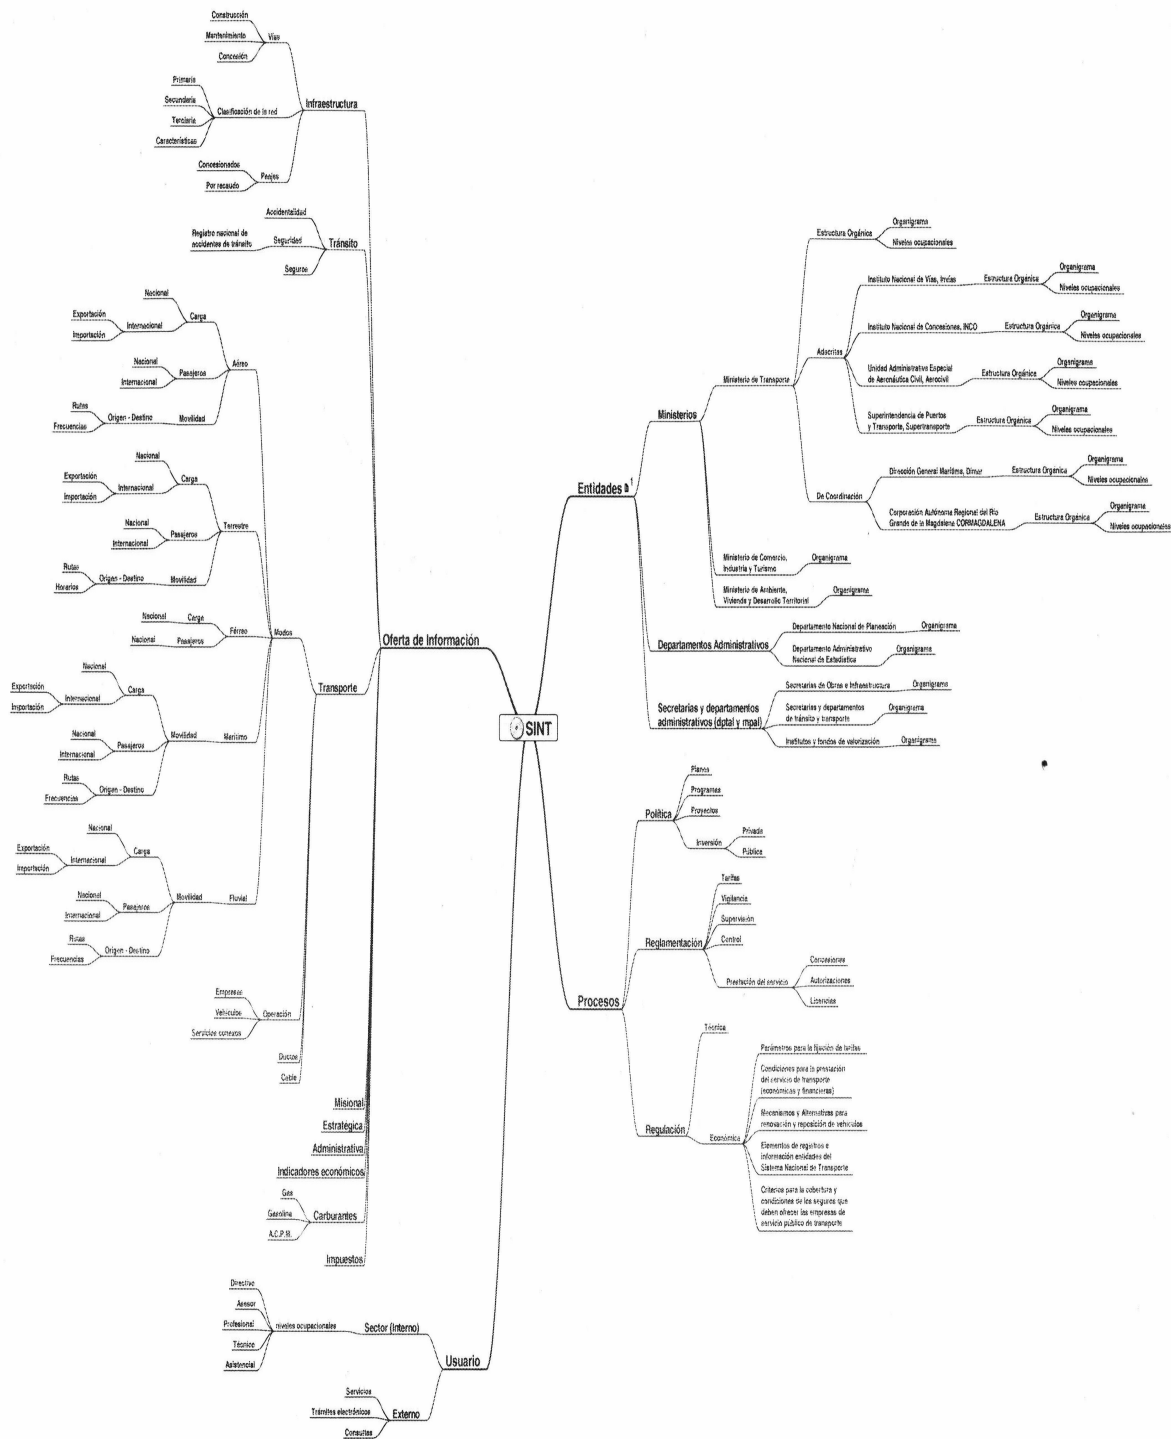 SINT
Oferta de Información
Infraestructura
Vías
Construcción
Mantenimiento
Concesión
Clasificación de la red
Primaria
Secundaria
Terciaria
Características
Peajes
Concesionados
Por recaudo
Tránsito
Accidentalidad
Seguridad
Registro nacional de
accidentes de tránsito
Seguros
Transporte
Modos
Aéreo
Carga
Nacional
Internacional
Exportación
Importación
Pasajeros
Nacional
Internacional
Movilidad
Origen - Destino
Rutas
Frecuencias
Terrestre
Carga
Nacional
Internacional
Exportación
Importación
Pasajeros
Nacional
Internacional
Movilidad
Origen - Destino
Rutas
Horarios
Férreo
Carga
Nacional
Pasajeros
Nacional
Marítimo
Movilidad
Carga
Nacional
Internacional
Exportación
Importación
Pasajeros
Nacional
Internacional
Origen - Destino
Rutas
Frecuencias
Fluvial
Movilidad
Carga
Nacional
Internacional
Exportación
Importación
Pasajeros
Nacional
Internacional
Origen - Destino
Rutas
Frecuencias
Operación
Empresas
Vehículos
Servicios conexos
Ductos
Cable
Misional
Estratégica
Administrativa
Indicadores económicos
Carburantes
Gas
Gasolina
A.C.P.M.
Impuestos
Usuario
Sector (Interno)
niveles ocupacionales
Directivo
Asesor
Profesional
Técnico
Asistencial
Externo
Servicios
Trámites electrónicos
Consultas
Entidades 1
Ministerios
Ministerio de Transporte
Estructura Orgánica
Organigrama
Niveles ocupacionales
Adscritas
Instituto Nacional de Vías, Invías
Estructura Orgánica
Organigrama
Niveles ocupacionales
Instituto Nacional de Concesiones, INCO
Estructura Orgánica
Organigrama
Niveles ocupacionales
Unidad Administrativa Especial
de Aeronáutica Civil, Aerocivil
Estructura Orgánica
Organigrama
Niveles ocupacionales
Superintendencia de Puertos
y Transporte, Supertransporte
Estructura Orgánica
Organigrama
Niveles ocupacionales
De Coordinación
Dirección General Marítima, Dimar
Estructura Orgánica
Organigrama
Niveles ocupacionales
Corporación Autónoma Regional del Río
Grande de la Magdalena CORMAGDALENA
Estructura Orgánica
Organigrama
Niveles ocupacionales
Ministerio de Comercio,
Industria y Turismo
Organigrama
Ministerio de Ambiente,
Vivienda y Desarrollo Territorial
Organigrama
Departamentos Administrativos
Departamento Nacional de Planeación
Organigrama
Departamento Administrativo
Nacional de Estadística
Organigrama
Secretarías y departamentos
administrativos (dptal y mpal)
Secretarías de Obras e Infraestructura
Organigrama
Secretarías y departamentos
de tránsito y transporte
Organigrama
Institutos y fondos de valorización
Organigrama
Procesos
Política
Planes
Programas
Proyectos
Inversión
Privada
Pública
Reglamentación
Tarifas
Vigilancia
Supervisión
Control
Prestación del servicio
Concesiones
Autorizaciones
Licencias
Regulación
Técnica
Económica
Parámetros para la fijación de tarifas
Condiciones para la prestación
del servicio de transporte
(económicas y financieras)
Mecanismos y Alternativas para
renovación y reposición de vehículos
Elementos de registros e
información entidades del
Sistema Nacional de Transporte
Criterios para la cobertura y
condiciones de los seguros que
deben ofrecer las empresas de
servicio público de transporte